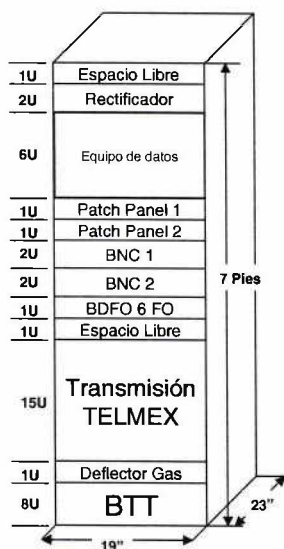 1U Espacio Libre
2U Rectificador
6U Equipo de datos
1U Patch Panel 1
1U Patch Panel 2
2U BNC 1
2U BNC 2
1U BDFO 6 FO
1U Espacio Libre
7 Pies
15U Transmisión
TELMEX
1U Deflector Gas
8U BTT
23"
19"